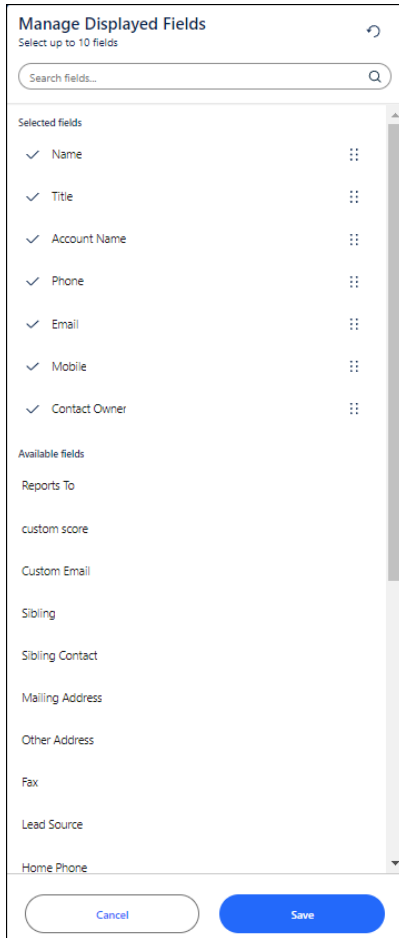 Manage Displayed Fields
Select up to 10 fields
Search fields...
Selected fields
Name
Title
Account Name
Phone
Email
Mobile
Contact Owner
Available fields
Reports To
custom score
Custom Email
Sibling
Sibling Contact
Mailing Address
Other Address
Fax
Lead Source
Home Phone
Cancel
Save